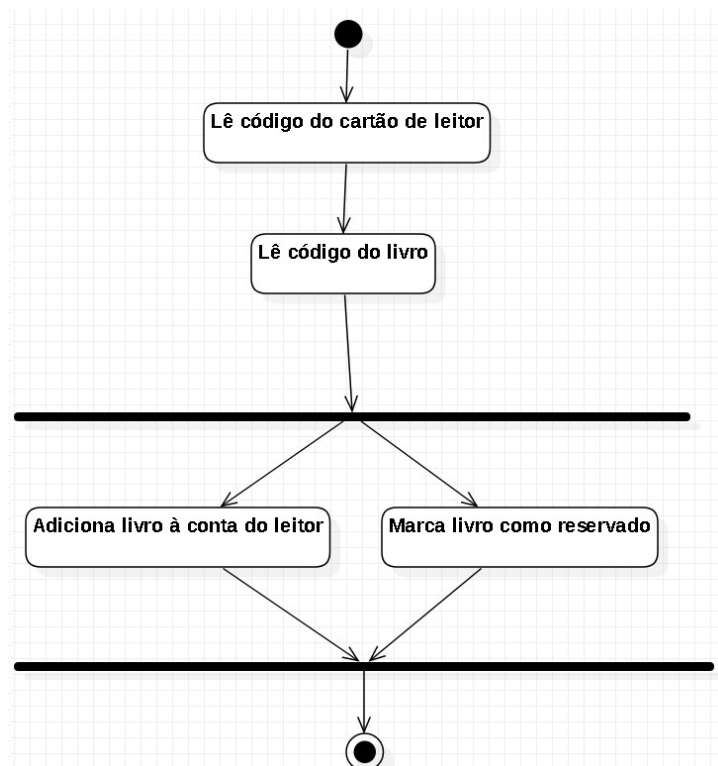 Lê código do cartão de leitor
Lê código do livro
Adiciona livro à conta do leitor
Marca livro como reservado